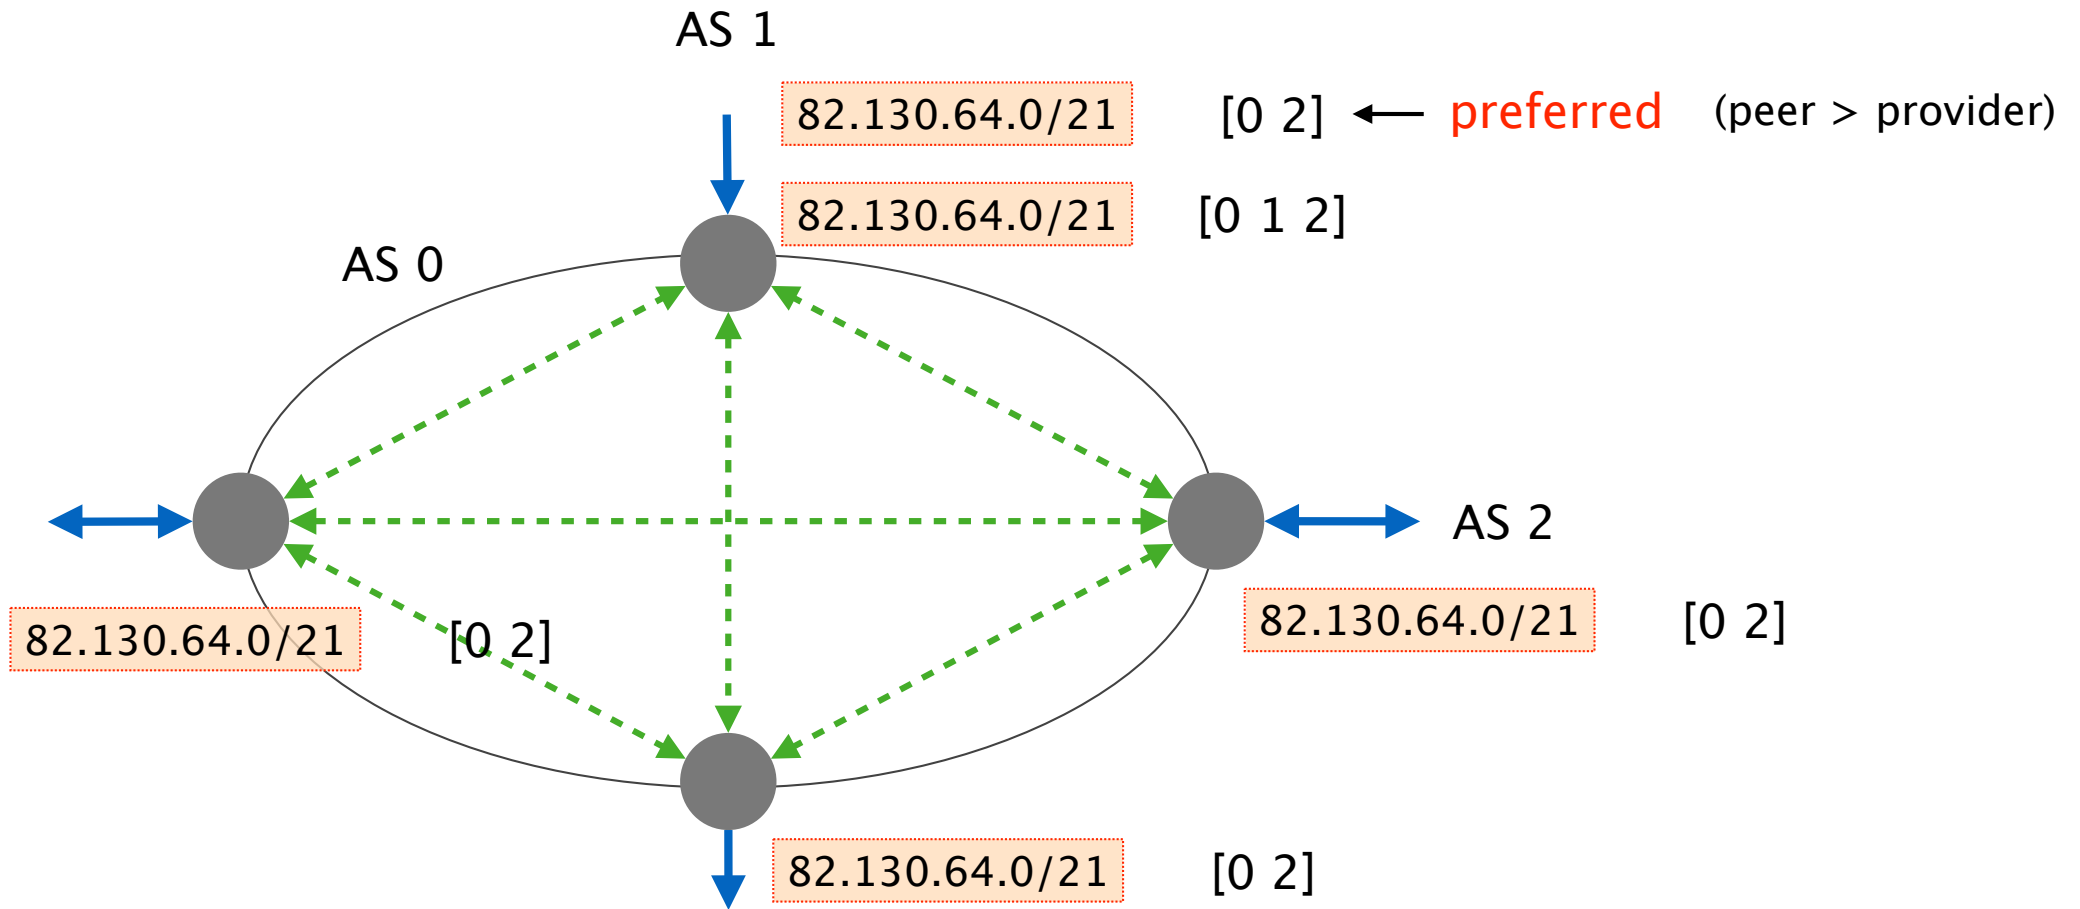 AS 1
82.130.64.0/21 [0 2] preferred (peer > provider)
82.130.64.0/21 [0 1 2]
AS 0
AS 2
82.130.64.0/21 [0 2]
82.130.64.0/21 [0 2]
82.130.64.0/21 [0 2]